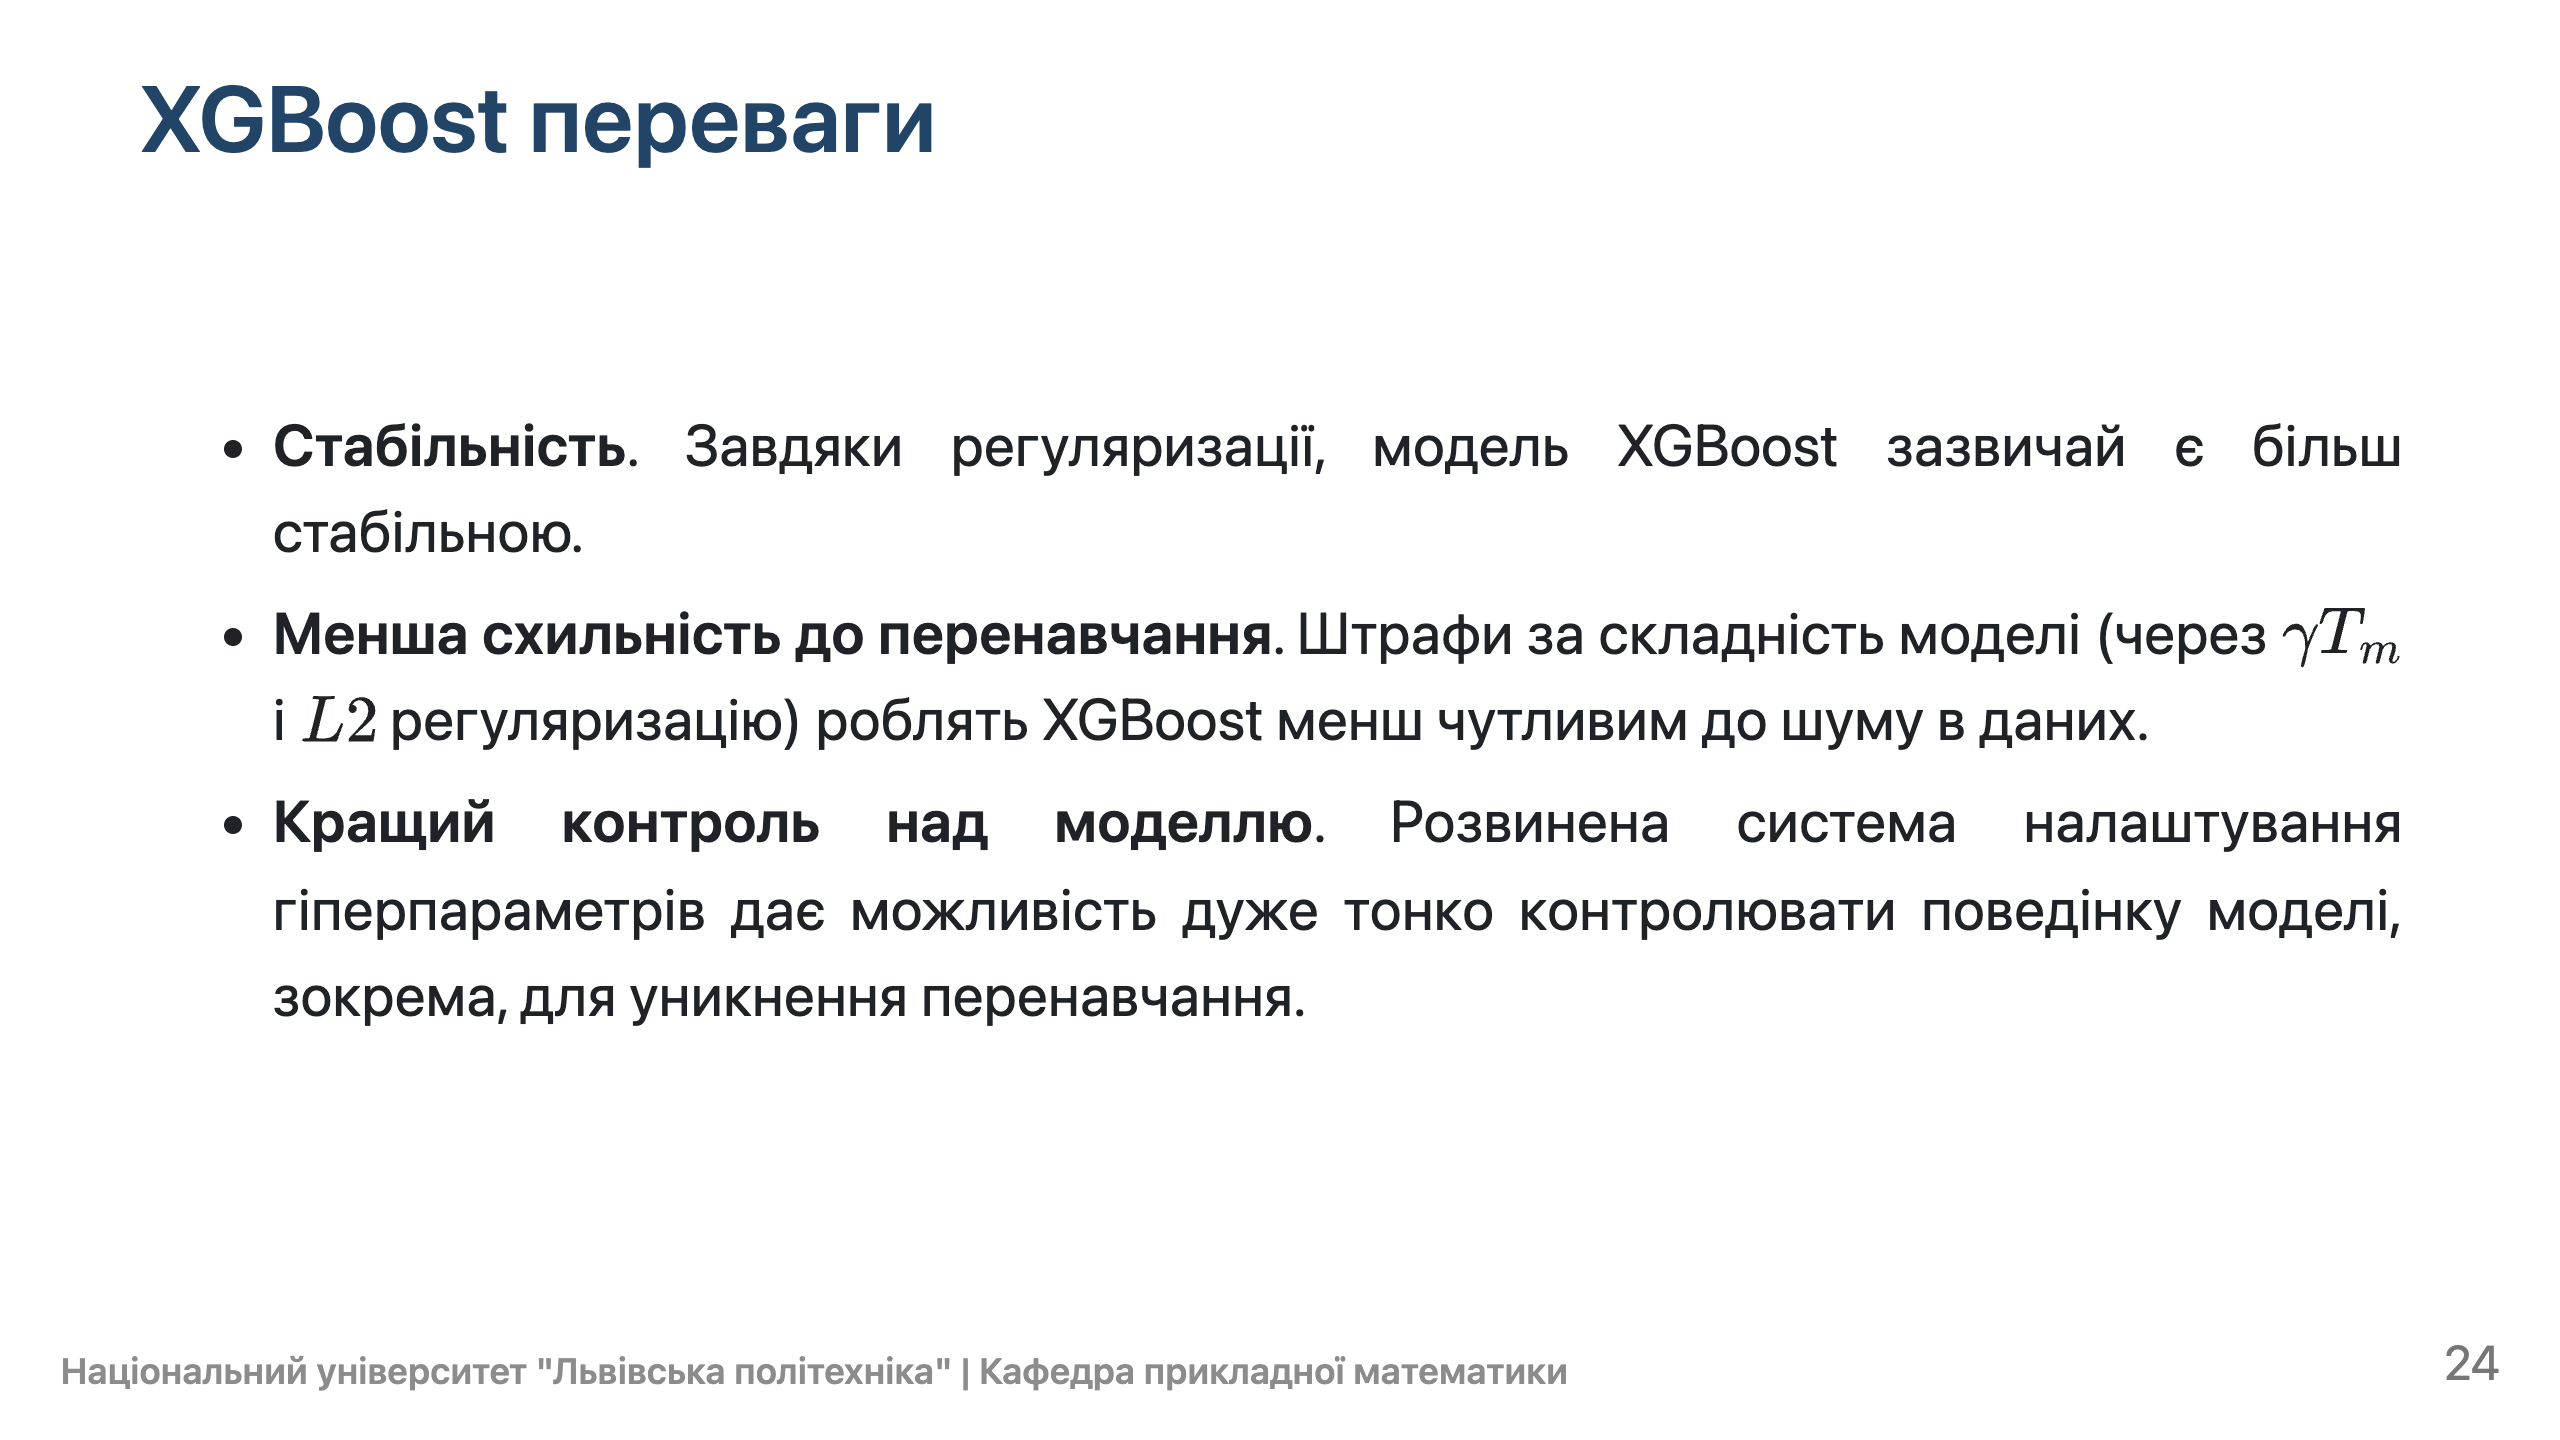 XGBoost переваги
• Стабільність. Завдяки регуляризації, модель XGBoost зазвичай є більш
стабільною.
• Менша схильність до перенавчання. Штрафи за складність моделі (через $\gamma T_m$
і $L2$ регуляризацію) роблять XGBoost менш чутливим до шуму в даних.
• Кращий контроль над моделлю. Розвинена система налаштування
гіперпараметрів дає можливість дуже тонко контролювати поведінку моделі,
зокрема, для уникнення перенавчання.
Національний університет "Львівська політехніка" | Кафедра прикладної математики
24